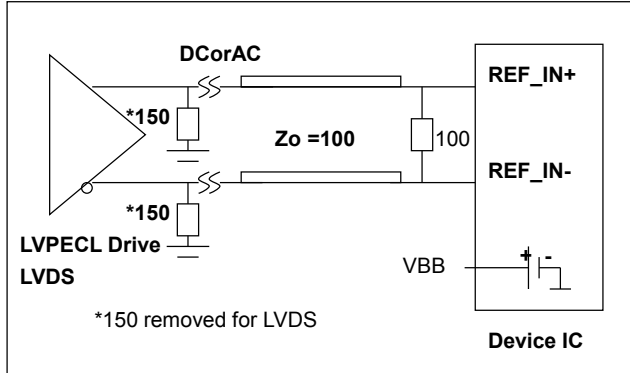 DCorAC
REF_IN+
*150
Zo =100
100
REF_IN-
*150
LVPECL Drive
LVDS
VBB
+ -
*150 removed for LVDS
Device IC